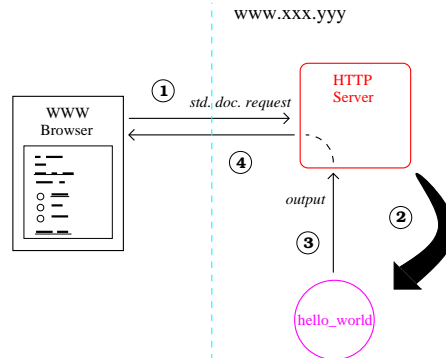 www.xxx.yyy
HTTP
Server
1
std. doc. request
WWW
Browser
4
output
2
3
hello_world